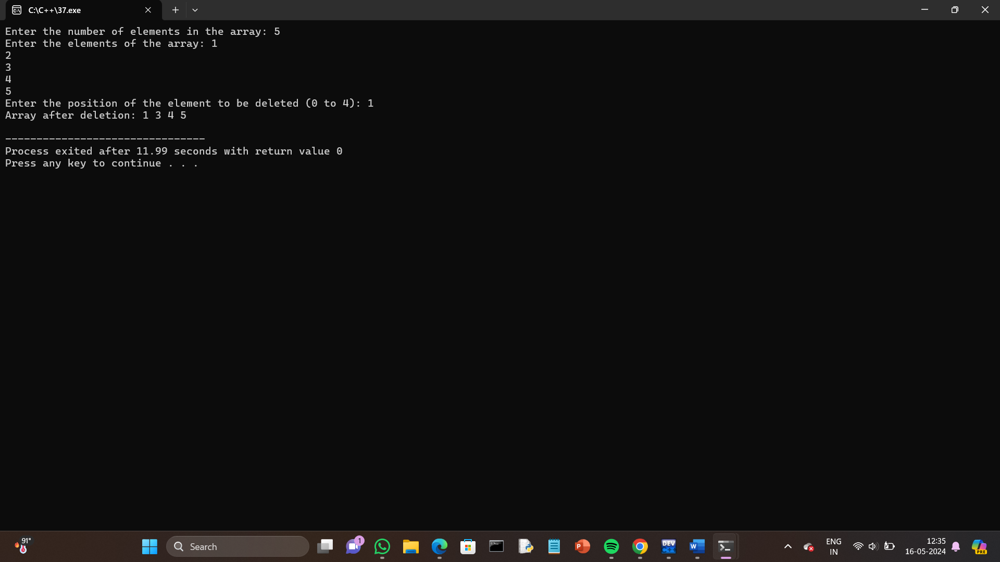 C:\C++\37.exe
Enter the number of elements in the array: 5
Enter the elements of the array: 1
2
3
4
5
Enter the position of the element to be deleted (0 to 4): 1
Array after deletion: 1 3 4 5
--------------------------------
Process exited after 11.99 seconds with return value 0
Press any key to continue . . .
91°
Search
1
P
DEV
C++
W
ENG
IN
12:35
16-05-2024
PRE